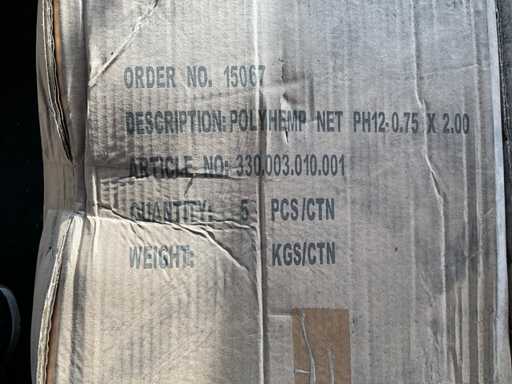 ORDER NO. 15067
DESCRIPTION: POLYHEMP NET PH12-0.75 X 2.00
ARTICLE NO: 330.003.010.001
QUANTITY: 5 PCS/CTN
WEIGHT: KGS/CTN